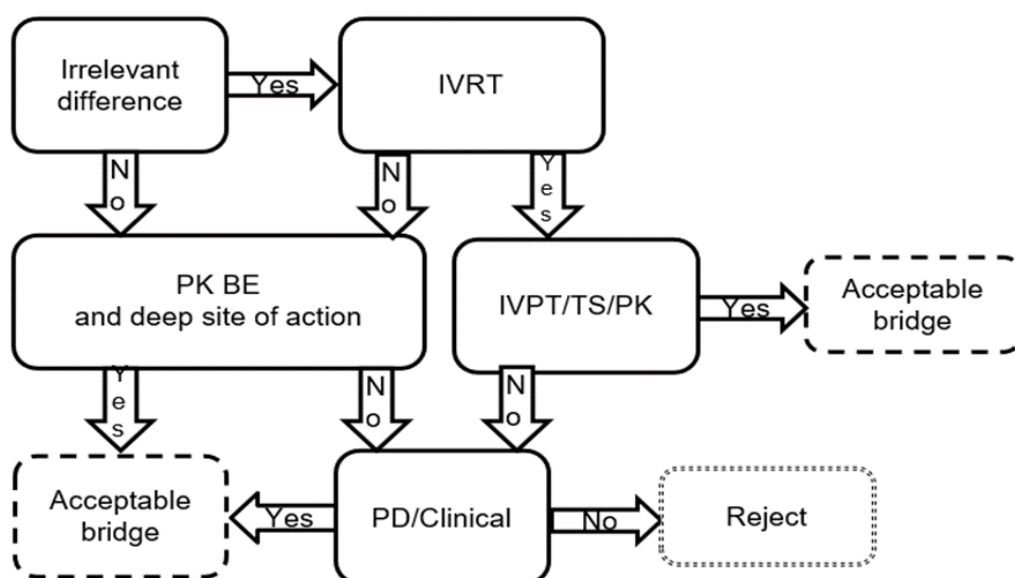 Irrelevant
difference
Yes
IVRT
No
No
Yes
PK BE
and deep site of action
IVPT/TS/PK
Yes
Acceptable
bridge
Yes
No
No
Acceptable
bridge
Yes
PD/Clinical
No
Reject